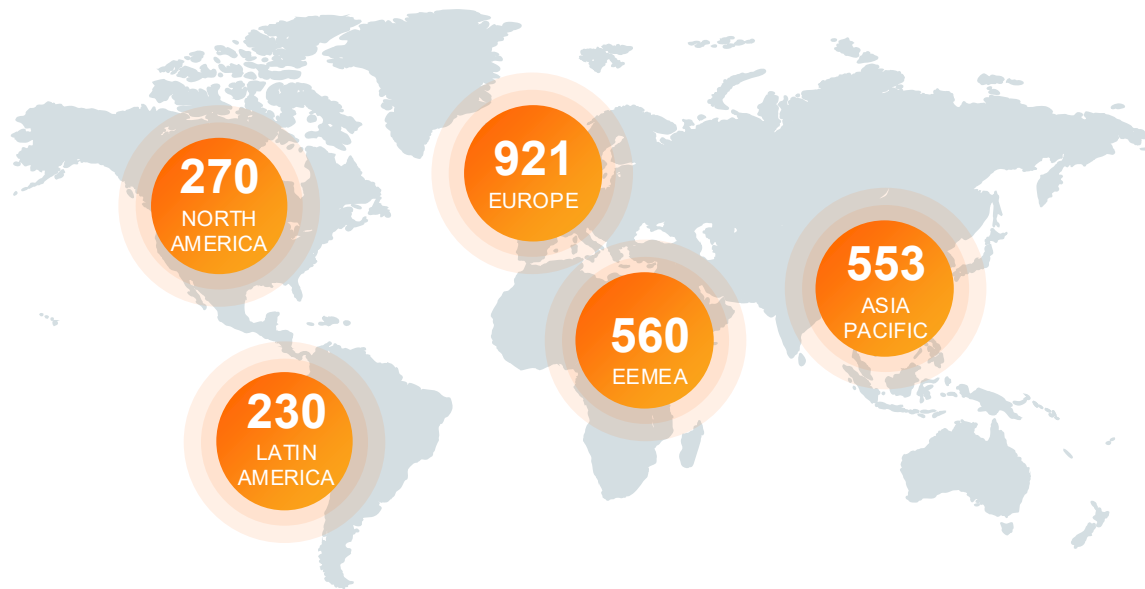 270
NORTH
AMERICA
921
EUROPE
553
ASIA
PACIFIC
560
EEMEA
230
LATIN
AMERICA